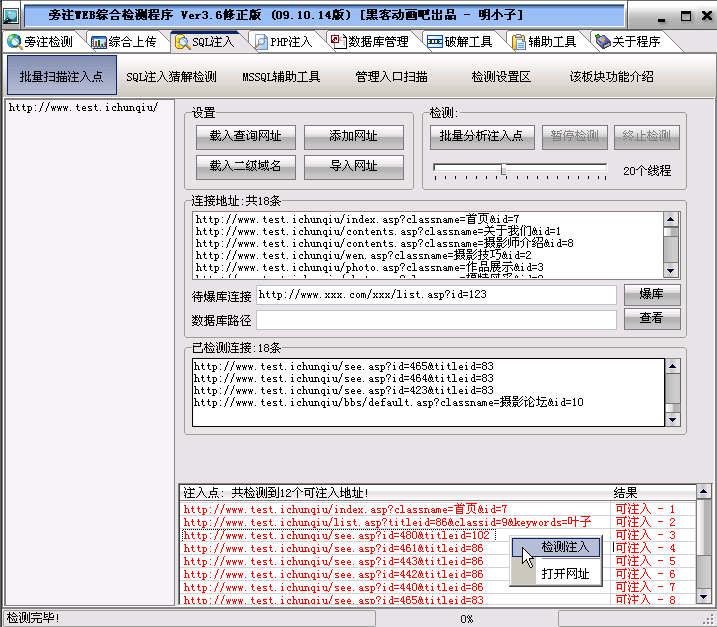 旁注WEB综合检测程序 Ver3.6修正版 (09.10.14版) [黑客动画吧出品 - 明小子]
旁注检测 综合上传 SQL注入 PHP注入 数据库管理 破解工具 辅助工具 关于程序
批量扫描注入点 SQL注入猜解检测 MSSQL辅助工具 管理入口扫描 检测设置区 该板块功能介绍
http://www.test.ichunqiu/
设置
载入查询网址 添加网址
载入二级域名 导入网址
检测:
批量分析注入点 暂停检测 终止检测
20个线程
连接地址:共18条
http://www.test.ichunqiu/index.asp?classname=首页&id=7
http://www.test.ichunqiu/contents.asp?classname=关于我们&id=1
http://www.test.ichunqiu/contents.asp?classname=摄影师介绍&id=8
http://www.test.ichunqiu/wen.asp?classname=摄影技巧&id=2
http://www.test.ichunqiu/photo.asp?classname=作品展示&id=3
待爆库连接 http://www.xxx.com/xxx/list.asp?id=123 爆库
数据库路径 查看
已检测连接:18条
http://www.test.ichunqiu/see.asp?id=465&titleid=83
http://www.test.ichunqiu/see.asp?id=464&titleid=83
http://www.test.ichunqiu/see.asp?id=423&titleid=83
http://www.test.ichunqiu/bbs/default.asp?classname=摄影论坛&id=10
注入点: 共检测到12个可注入地址! 结果
http://www.test.ichunqiu/index.asp?classname=首页&id=7 可注入 - 1
http://www.test.ichunqiu/list.asp?titleid=86&classid=9&keywords=叶子 可注入 - 2
http://www.test.ichunqiu/see.asp?id=480&titleid=102 可注入 - 3
http://www.test.ichunqiu/see.asp?id=461&titleid=86 可注入 - 4
http://www.test.ichunqiu/see.asp?id=443&titleid=86 可注入 - 5
http://www.test.ichunqiu/see.asp?id=442&titleid=86 可注入 - 6
http://www.test.ichunqiu/see.asp?id=440&titleid=86 可注入 - 7
http://www.test.ichunqiu/see.asp?id=465&titleid=83 可注入 - 8
检测注入
打开网址
检测完毕! 0%